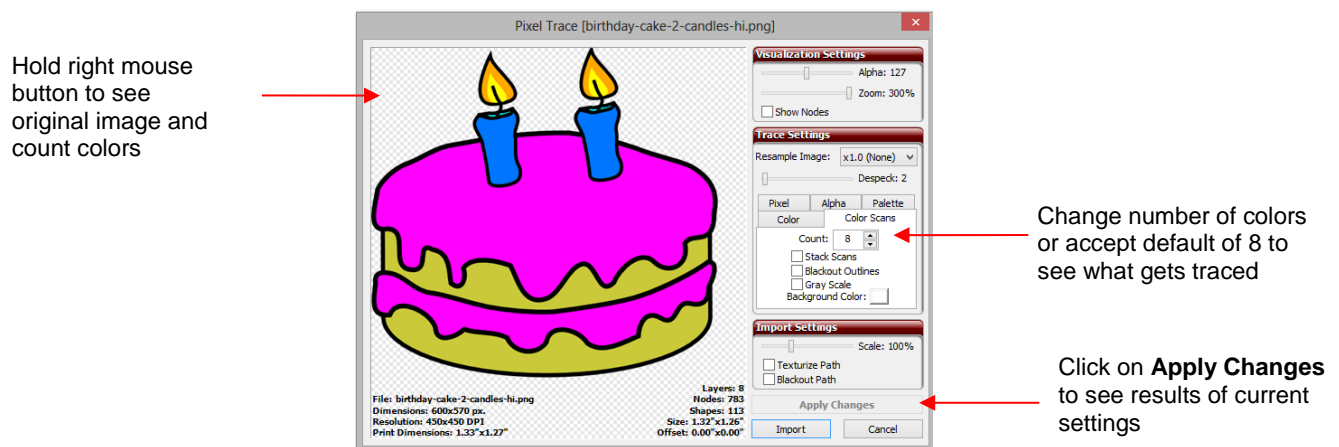 Pixel Trace [birthday-cake-2-candles-hi.png]
x
Hold right mouse
button to see
original image and
count colors
Visualization Settings
Alpha: 127
Zoom: 300%
Show Nodes
Trace Settings
Resample Image: x1.0 (None)
Despeck: 2
Pixel Alpha Palette
Color Color Scans
Count: 8
Stack Scans
Blackout Outlines
Gray Scale
Background Color:
Change number of colors
or accept default of 8 to
see what gets traced
Import Settings
Scale: 100%
Texturize Path
Blackout Path
Apply Changes
Import Cancel
Click on Apply Changes
to see results of current
settings
File: birthday-cake-2-candles-hi.png
Dimensions: 600x570 px.
Resolution: 450x450 DPI
Print Dimensions: 1.33"x1.27"
Layers: 8
Nodes: 783
Shapes: 113
Size: 1.32"x1.26"
Offset: 0.00"x0.00"